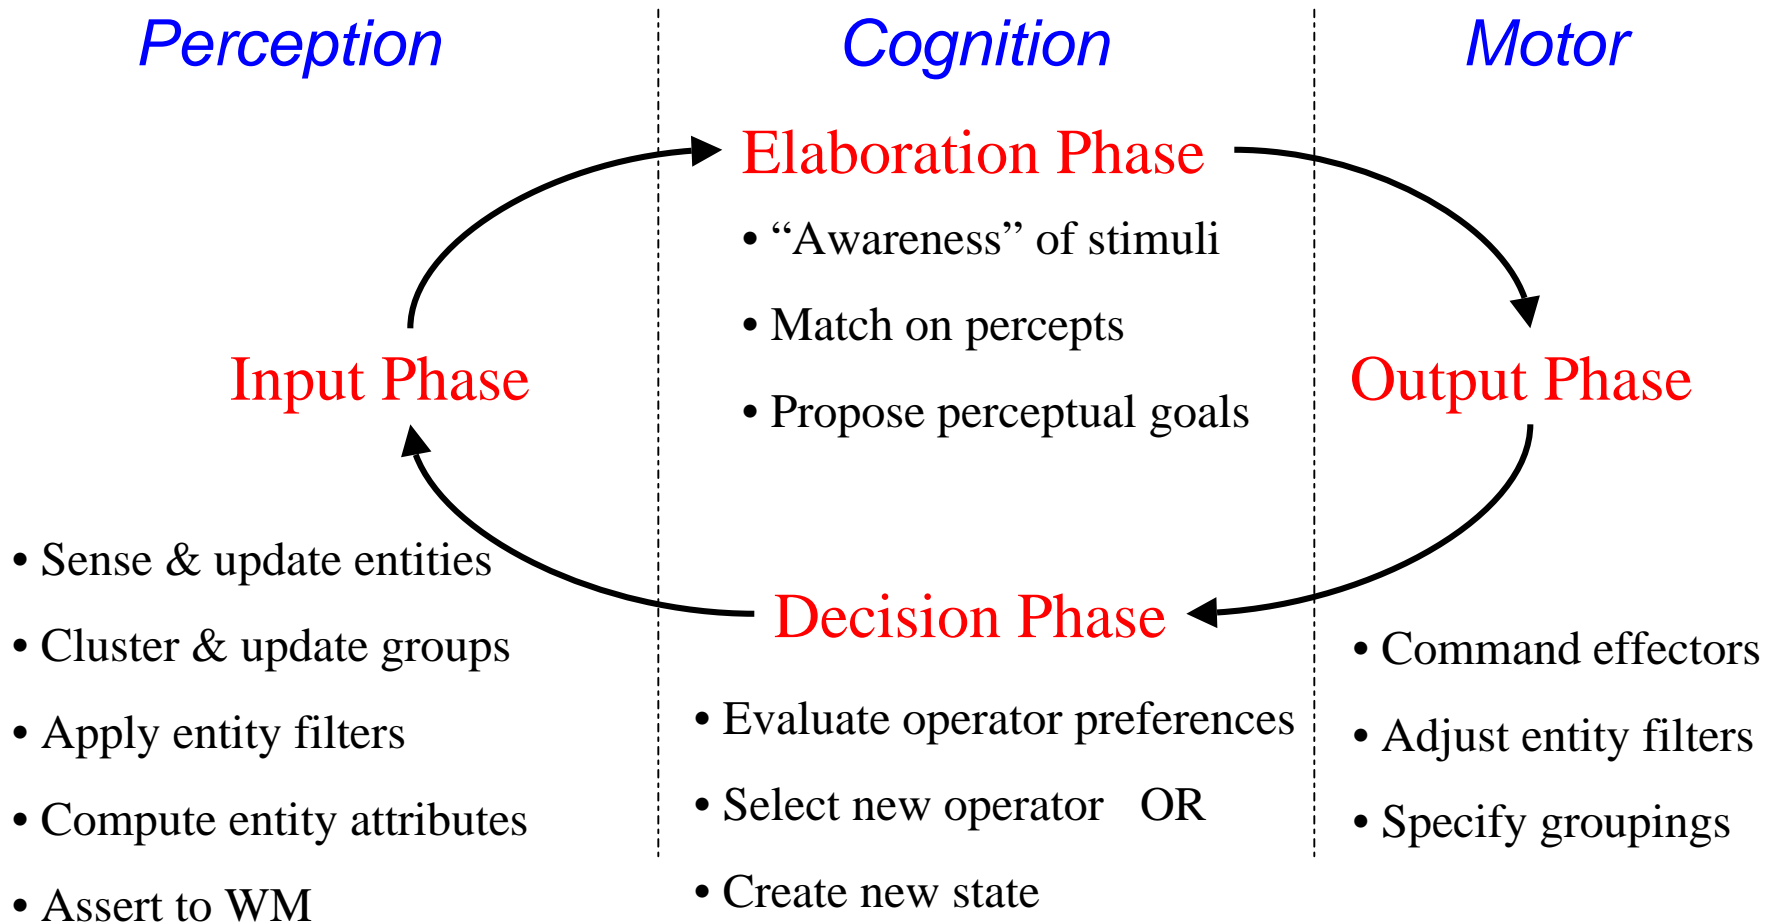 Perception
Cognition
Motor
Elaboration Phase
• “Awareness” of stimuli
• Match on percepts
• Propose perceptual goals
Input Phase
• Sense & update entities
• Cluster & update groups
• Apply entity filters
• Compute entity attributes
• Assert to WM
Decision Phase
• Evaluate operator preferences
• Select new operator OR
• Create new state
Output Phase
• Command effectors
• Adjust entity filters
• Specify groupings